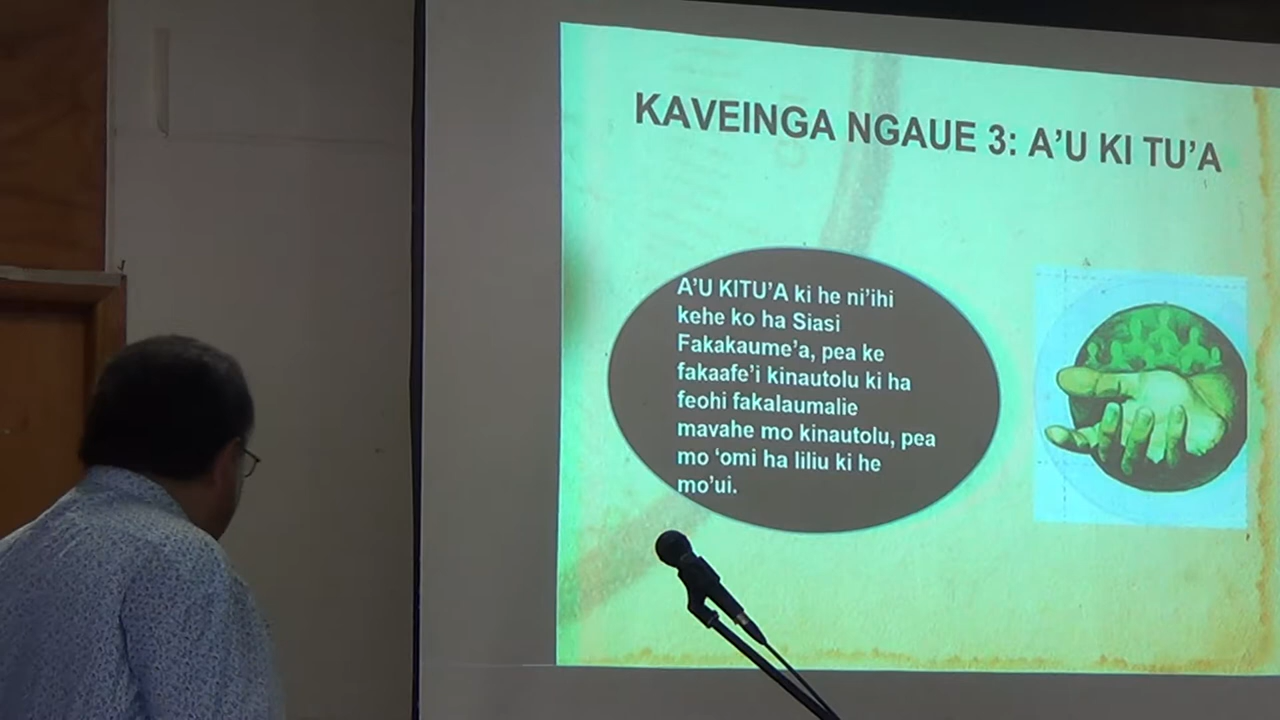 KAVEINGA NGAUE 3: A'U KI TU'A
A'U KITU'A ki he ni'ihi
kehe ko ha Siasi
Fakakaume'a, pea ke
fakaafe'i kinautolu ki ha
feohi fakalaumalie
mavahe mo kinautolu, pea
mo 'omi ha liliu ki he
mo'ui.